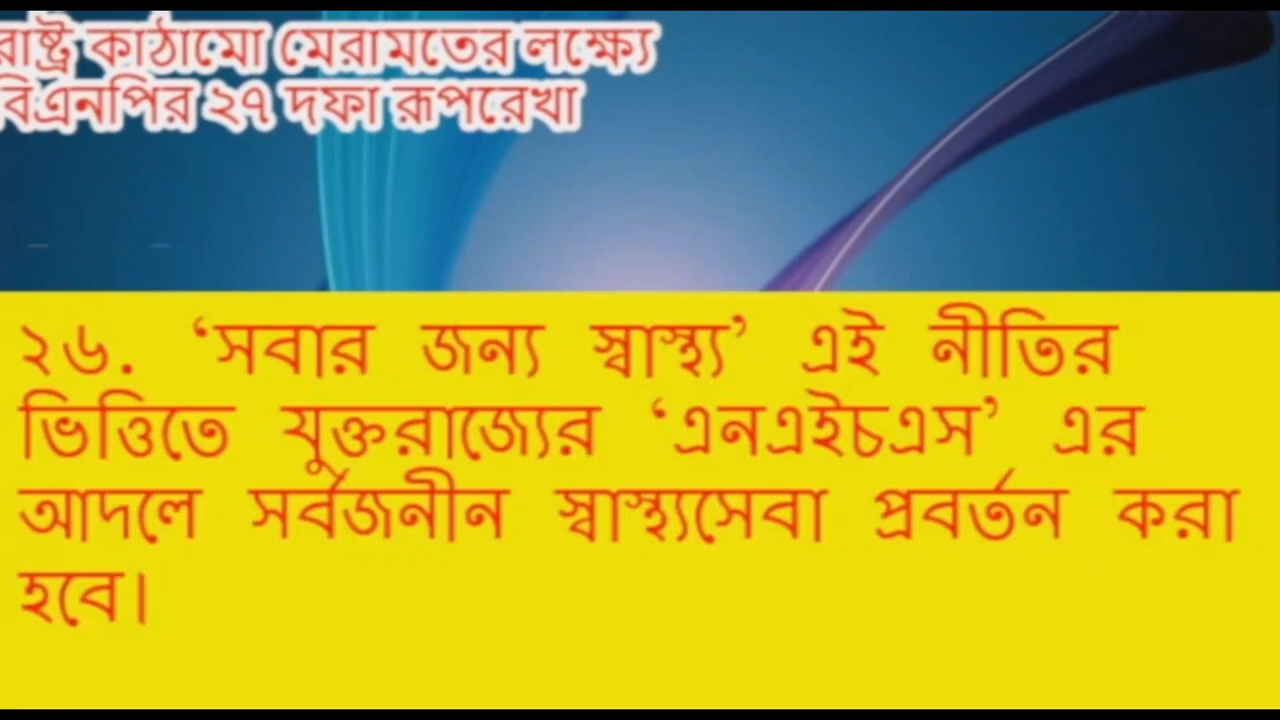 রাষ্ট্র কাঠামো মেরামতের লক্ষ্যে
বিএনপির ২৭ দফা রূপরেখা
২৬. ‘সবার জন্য স্বাস্থ্য’ এই নীতির
ভিত্তিতে যুক্তরাজ্যের ‘এনএইচএস’ এর
আদলে সর্বজনীন স্বাস্থ্যসেবা প্রবর্তন করা
হবে।